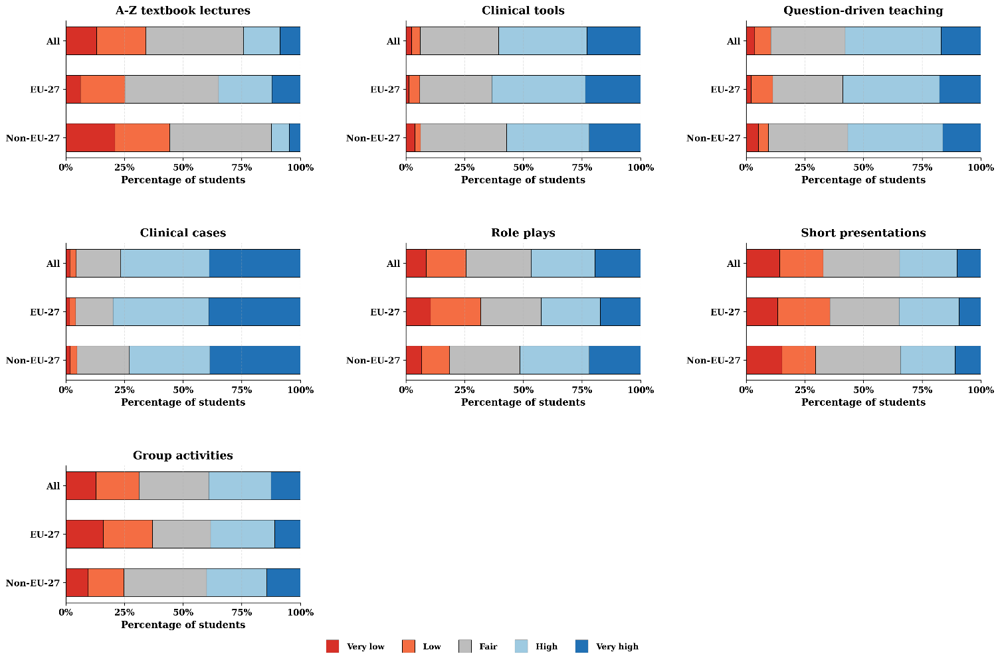 A-Z textbook lectures
All
EU-27
Non-EU-27
0% 25% 50% 75% 100%
Percentage of students
Clinical tools
All
EU-27
Non-EU-27
0% 25% 50% 75% 100%
Percentage of students
Question-driven teaching
All
EU-27
Non-EU-27
0% 25% 50% 75% 100%
Percentage of students
Clinical cases
All
EU-27
Non-EU-27
0% 25% 50% 75% 100%
Percentage of students
Role plays
All
EU-27
Non-EU-27
0% 25% 50% 75% 100%
Percentage of students
Short presentations
All
EU-27
Non-EU-27
0% 25% 50% 75% 100%
Percentage of students
Group activities
All
EU-27
Non-EU-27
0% 25% 50% 75% 100%
Percentage of students
Very low Low Fair High Very high